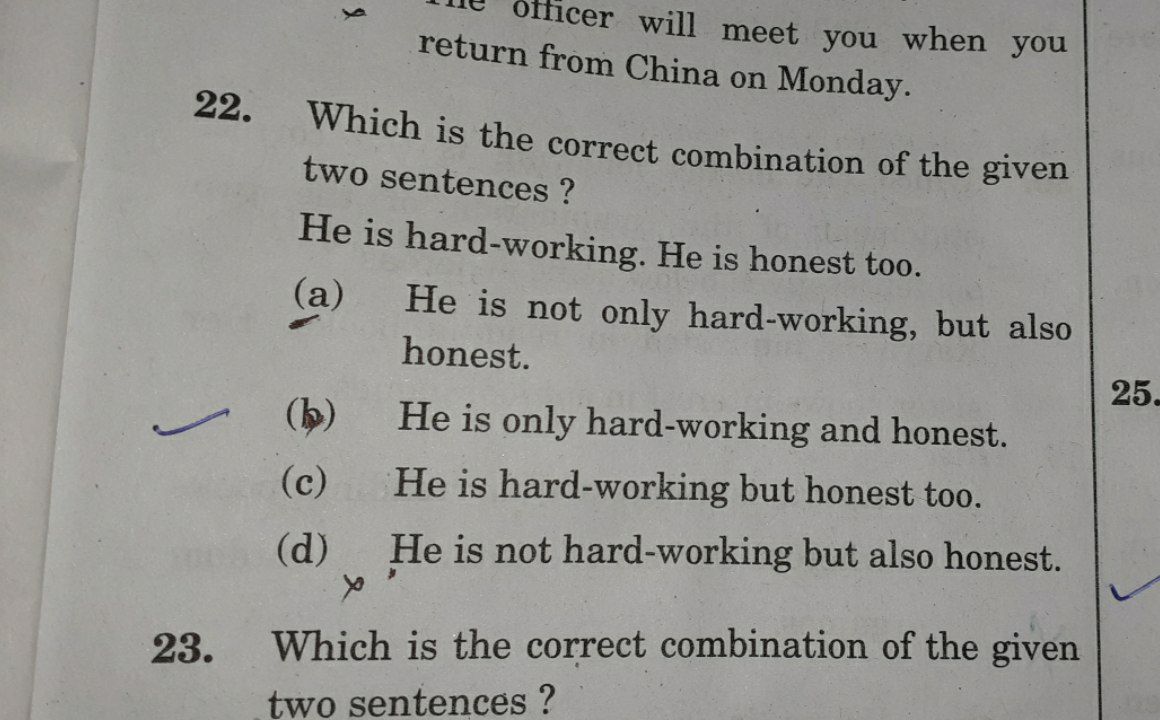 officer will meet you when you
return from China on Monday.
22. Which is the correct combination of the given
two sentences ?
He is hard-working. He is honest too.
(a) He is not only hard-working, but also
honest.
(b) He is only hard-working and honest.
(c) He is hard-working but honest too.
(d) He is not hard-working but also honest.
23. Which is the correct combination of the given
two sentences ?
25.